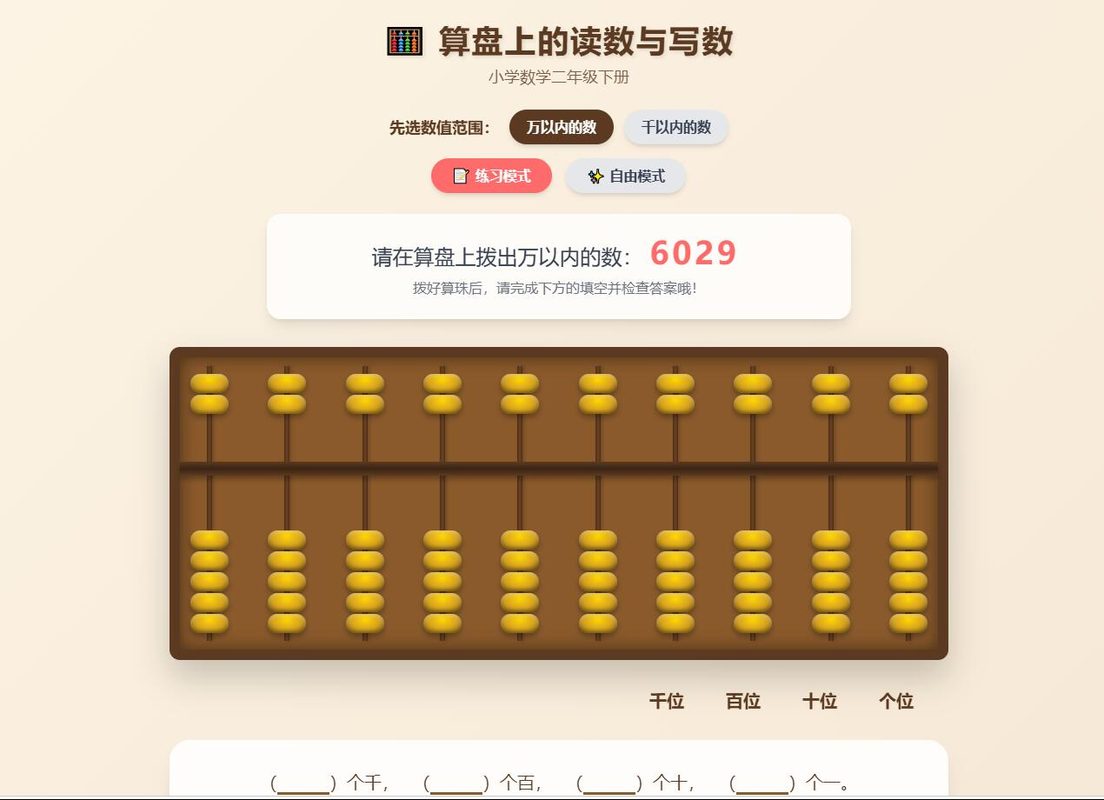 算盘上的读数与写数
小学数学二年级下册
先选数值范围： 万以内的数 千以内的数
练习模式 自由模式
请在算盘上拨出万以内的数： 6029
拨好算珠后，请完成下方的填空并检查答案哦！
千位 百位 十位 个位
（_____）个千， （_____）个百， （_____）个十， （_____）个一。